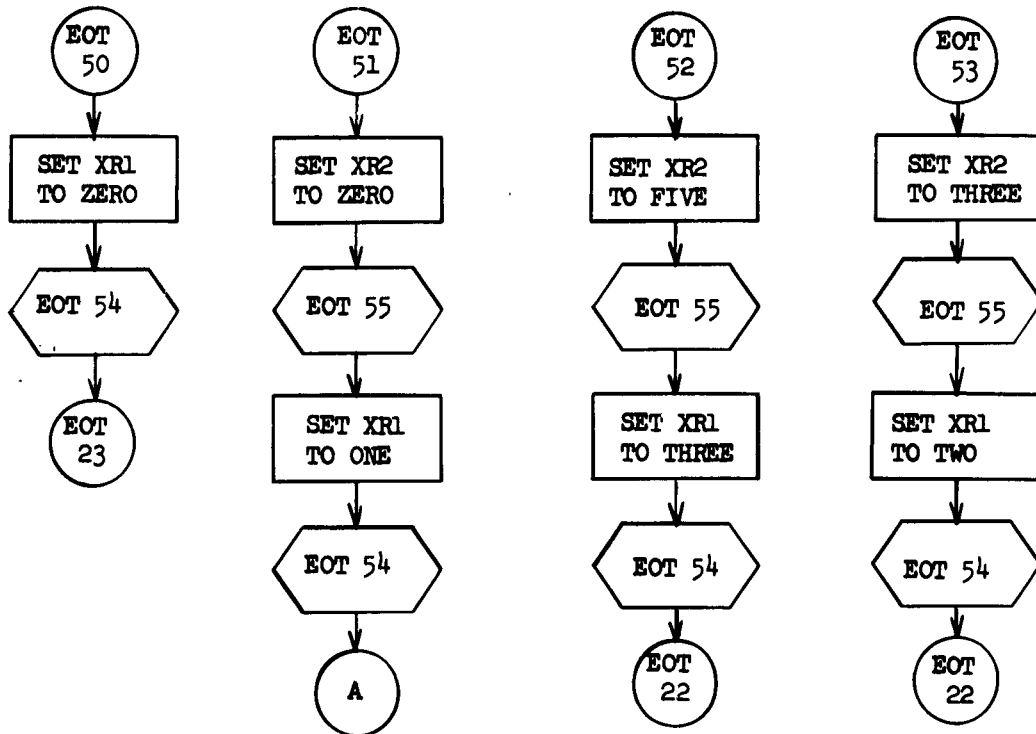 EOT
50
SET XR1
TO ZERO
EOT 54
EOT
23
EOT
51
SET XR2
TO ZERO
EOT 55
SET XR1
TO ONE
EOT 54
A
EOT
52
SET XR2
TO FIVE
EOT 55
SET XR1
TO THREE
EOT 54
EOT
22
EOT
53
SET XR2
TO THREE
EOT 55
SET XR1
TO TWO
EOT 54
EOT
22